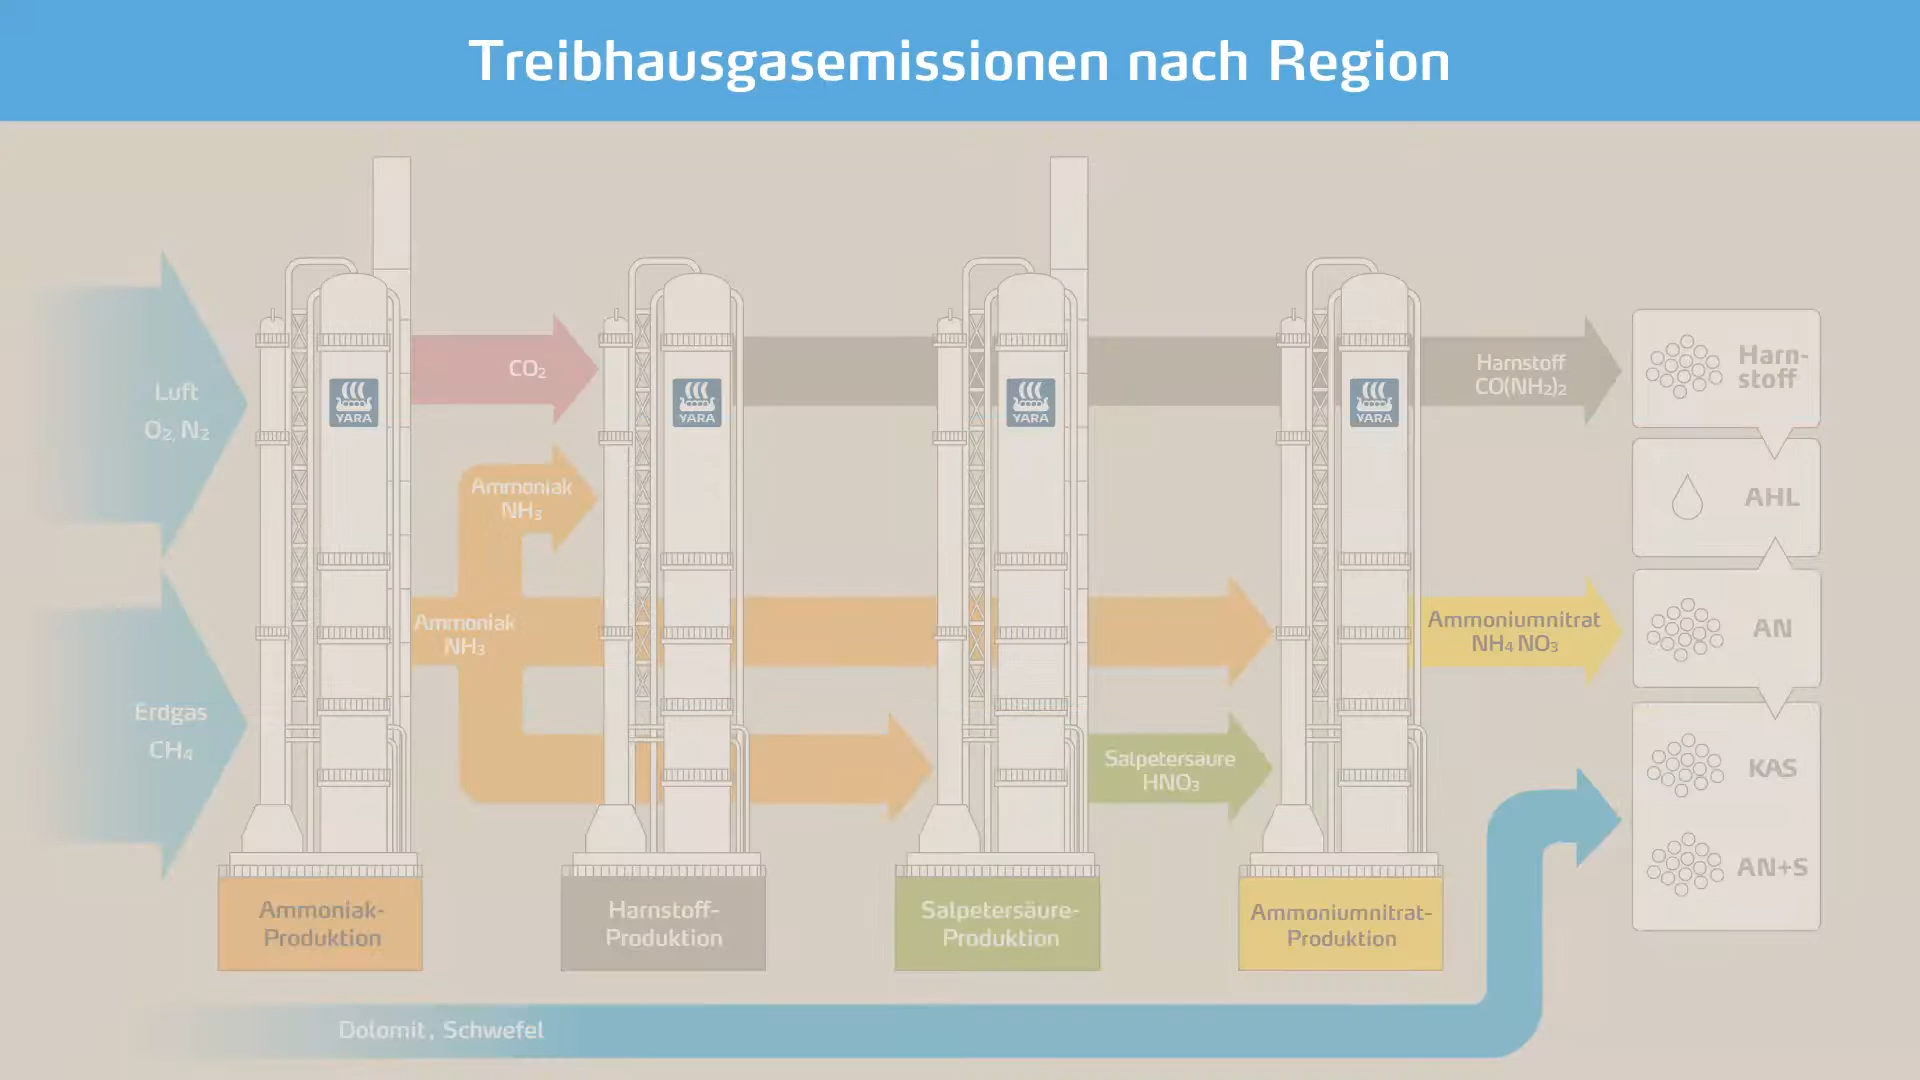 Treibhausgasemissionen nach Region
Luft
O₂, N₂
Erdgas
CH₄
YARA
YARA
YARA
YARA
CO₂
Ammoniak
NH₃
Ammoniak
NH₃
Harnstoff
CO(NH₂)₂
Ammoniumnitrat
NH₄ NO₃
Salpetersäure
HNO₃
Harn-
stoff
AHL
AN
KAS
AN+S
Ammoniak-
Produktion
Harnstoff-
Produktion
Salpetersäure-
Produktion
Ammoniumnitrat-
Produktion
Dolomit, Schwefel